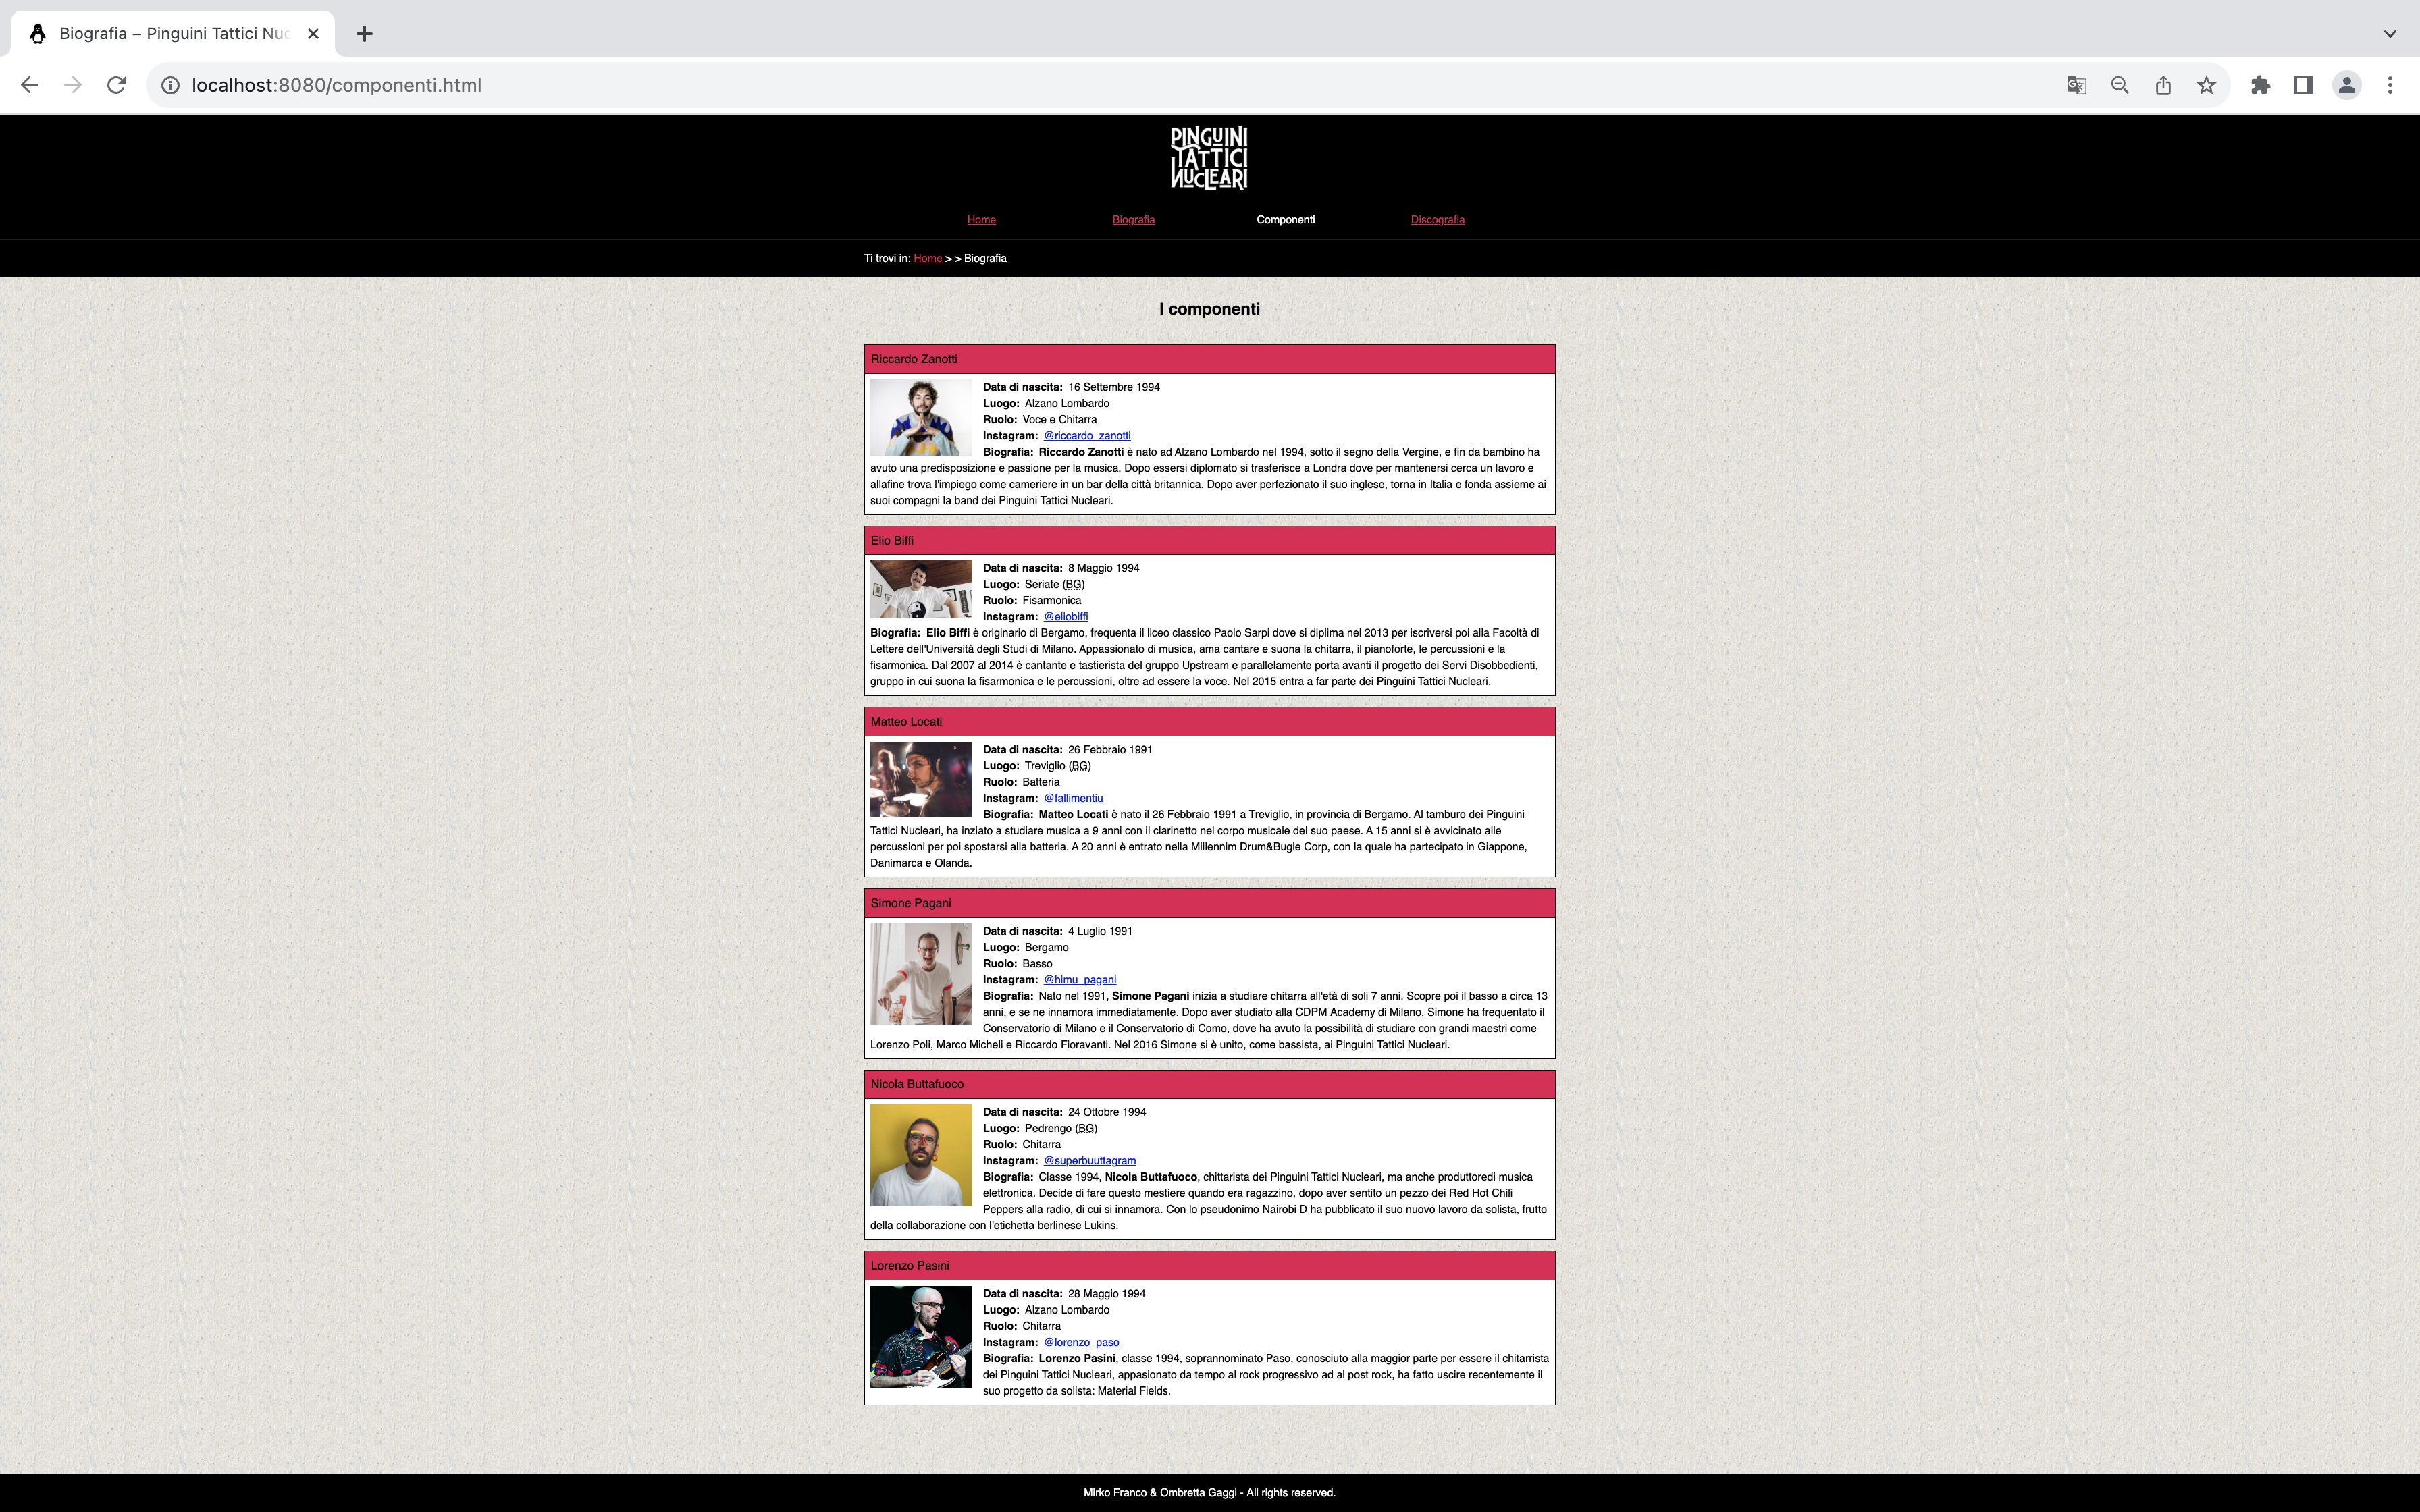 Biografia – Pinguini Tattici Nuc
localhost:8080/componenti.html
PINGUINI
TATTICI
NUCLEARI
Home Biografia Componenti Discografia
Ti trovi in: Home >> Biografia
I componenti
Riccardo Zanotti
Data di nascita: 16 Settembre 1994
Luogo: Alzano Lombardo
Ruolo: Voce e Chitarra
Instagram: @riccardo_zanotti
Biografia: Riccardo Zanotti è nato ad Alzano Lombardo nel 1994, sotto il segno della Vergine, e fin da bambino ha
avuto una predisposizione e passione per la musica. Dopo essersi diplomato si trasferisce a Londra dove per mantenersi cerca un lavoro e
allafine trova l'impiego come cameriere in un bar della città britannica. Dopo aver perfezionato il suo inglese, torna in Italia e fonda assieme ai
suoi compagni la band dei Pinguini Tattici Nucleari.
Elio Biffi
Data di nascita: 8 Maggio 1994
Luogo: Seriate (BG)
Ruolo: Fisarmonica
Instagram: @eliobiffi
Biografia: Elio Biffi è originario di Bergamo, frequenta il liceo classico Paolo Sarpi dove si diplima nel 2013 per iscriversi poi alla Facoltà di
Lettere dell'Università degli Studi di Milano. Appassionato di musica, ama cantare e suona la chitarra, il pianoforte, le percussioni e la
fisarmonica. Dal 2007 al 2014 è cantante e tastierista del gruppo Upstream e parallelamente porta avanti il progetto dei Servi Disobbedienti,
gruppo in cui suona la fisarmonica e le percussioni, oltre ad essere la voce. Nel 2015 entra a far parte dei Pinguini Tattici Nucleari.
Matteo Locati
Data di nascita: 26 Febbraio 1991
Luogo: Treviglio (BG)
Ruolo: Batteria
Instagram: @fallimentiu
Biografia: Matteo Locati è nato il 26 Febbraio 1991 a Treviglio, in provincia di Bergamo. Al tamburo dei Pinguini
Tattici Nucleari, ha inziato a studiare musica a 9 anni con il clarinetto nel corpo musicale del suo paese. A 15 anni si è avvicinato alle
percussioni per poi spostarsi alla batteria. A 20 anni è entrato nella Millennim Drum&Bugle Corp, con la quale ha partecipato in Giappone,
Danimarca e Olanda.
Simone Pagani
Data di nascita: 4 Luglio 1991
Luogo: Bergamo
Ruolo: Basso
Instagram: @himu_pagani
Biografia: Nato nel 1991, Simone Pagani inizia a studiare chitarra all'età di soli 7 anni. Scopre poi il basso a circa 13
anni, e se ne innamora immediatamente. Dopo aver studiato alla CDPM Academy di Milano, Simone ha frequentato il
Conservatorio di Milano e il Conservatorio di Como, dove ha avuto la possibilità di studiare con grandi maestri come
Lorenzo Poli, Marco Micheli e Riccardo Fioravanti. Nel 2016 Simone si è unito, come bassista, ai Pinguini Tattici Nucleari.
Nicola Buttafuoco
Data di nascita: 24 Ottobre 1994
Luogo: Pedrengo (BG)
Ruolo: Chitarra
Instagram: @superbuuttagram
Biografia: Classe 1994, Nicola Buttafuoco, chittarista dei Pinguini Tattici Nucleari, ma anche produttoredi musica
elettronica. Decide di fare questo mestiere quando era ragazzino, dopo aver sentito un pezzo dei Red Hot Chili
Peppers alla radio, di cui si innamora. Con lo pseudonimo Nairobi D ha pubblicato il suo nuovo lavoro da solista, frutto
della collaborazione con l'etichetta berlinese Lukins.
Lorenzo Pasini
Data di nascita: 28 Maggio 1994
Luogo: Alzano Lombardo
Ruolo: Chitarra
Instagram: @lorenzo_paso
Biografia: Lorenzo Pasini, classe 1994, soprannominato Paso, conosciuto alla maggior parte per essere il chitarrista
dei Pinguini Tattici Nucleari, appasionato da tempo al rock progressivo ad al post rock, ha fatto uscire recentemente il
suo progetto da solista: Material Fields.
Mirko Franco & Ombretta Gaggi - All rights reserved.